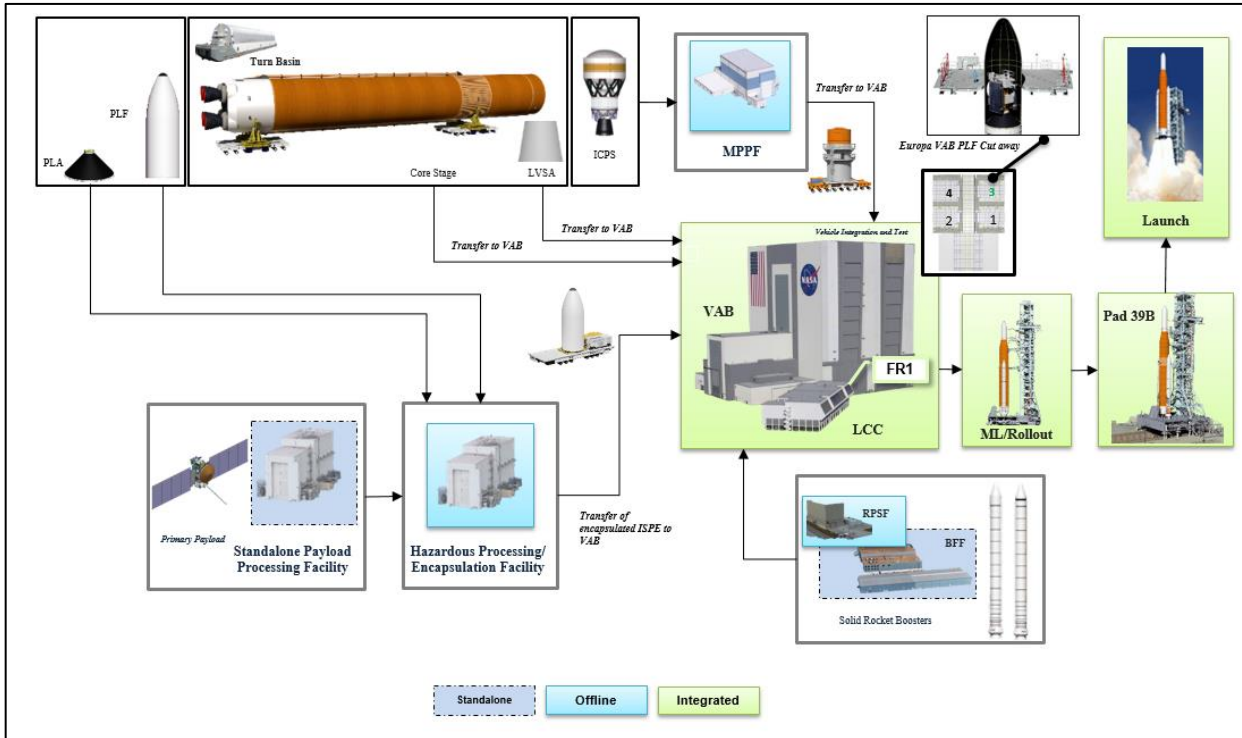 Turn Basin
PLF
PLA
Core Stage
LVSA
ICPS
MPPF
Transfer to VAB
Europa VAB PLF Cut away
4
3
2
1
Launch
Transfer to VAB
Transfer to VAB
Vehicle Integration and Test
NASA
VAB
FR1
LCC
ML/Rollout
Pad 39B
Primary Payload
Standalone Payload
Processing Facility
Hazardous Processing/
Encapsulation Facility
Transfer of
encapsulated ISPE to
VAB
RPSF
BFF
Solid Rocket Boosters
Standalone
Offline
Integrated